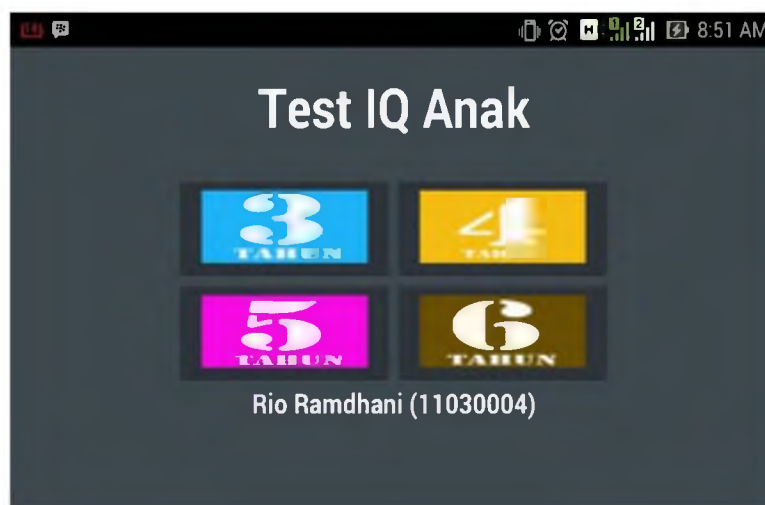 8:51 AM
Test IQ Anak
3
TAHUN
4
5
TAHUN
6
TAHUN
Rio Ramdhani (11030004)